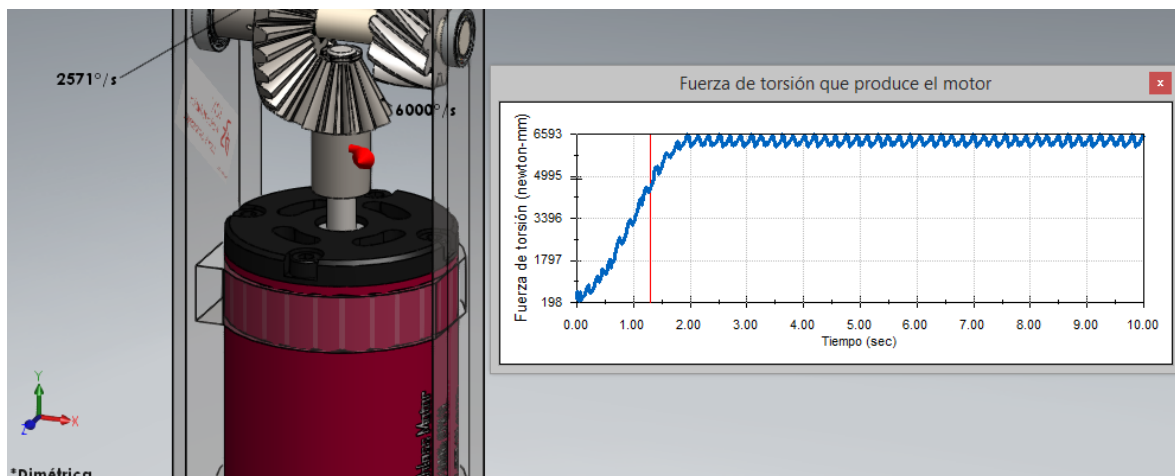 2571°/s
6000°/s
Y
X
Z
*Dimétrica
Fuerza de torsión que produce el motor
x
Fuerza de torsión (newton-mm)
6593
4995
3396
1797
198
0.00 1.00 2.00 3.00 4.00 5.00 6.00 7.00 8.00 9.00 10.00
Tiempo (sec)